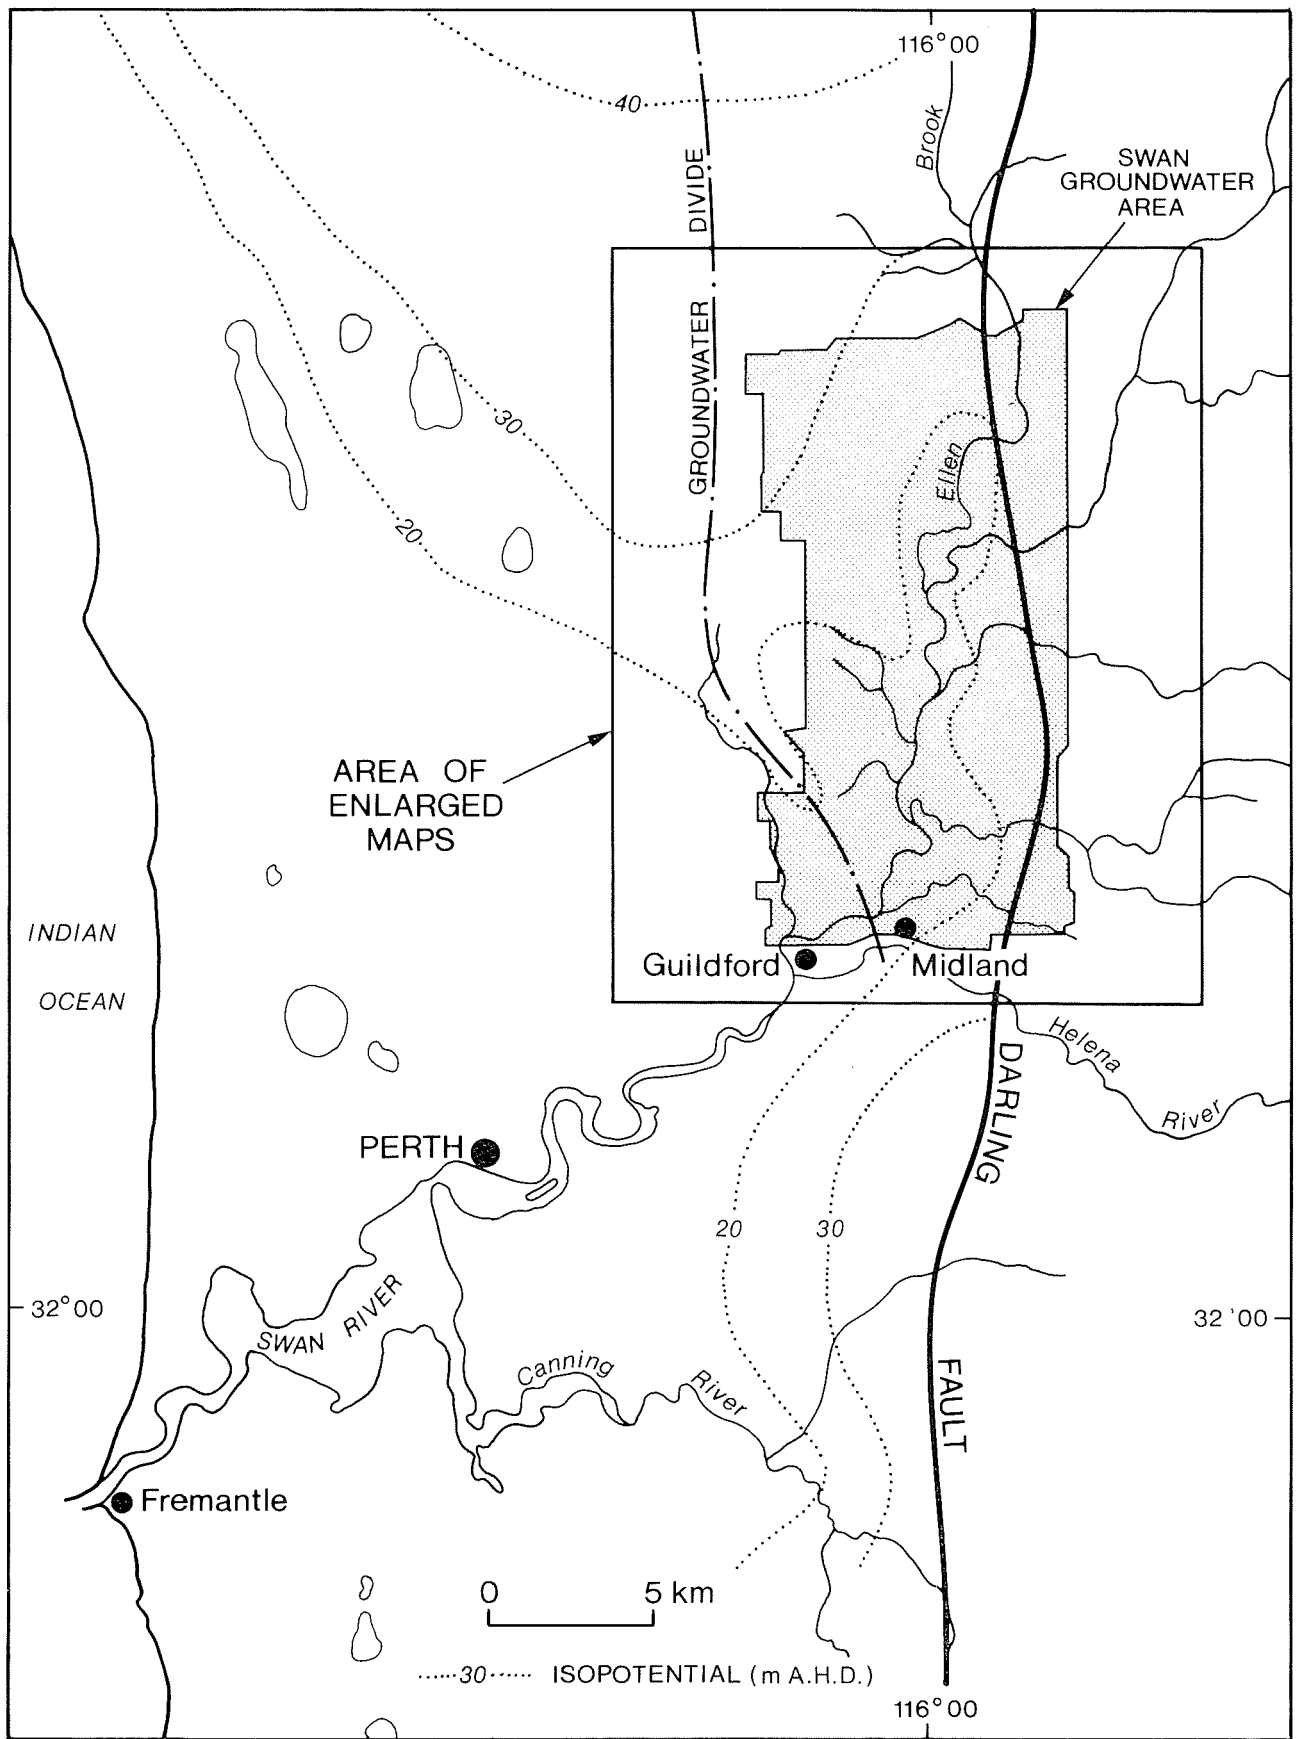 116°00
40
Brook
SWAN
GROUNDWATER
AREA
GROUNDWATER DIVIDE
30
Ellen
20
AREA OF
ENLARGED
MAPS
INDIAN
OCEAN
Guildford
Midland
Helena
River
DARLING
PERTH
20
30
32°00
SWAN RIVER
32'00
Canning
River
FAULT
Fremantle
0 5 km
30 ISOPOTENTIAL (m A.H.D.)
116°00